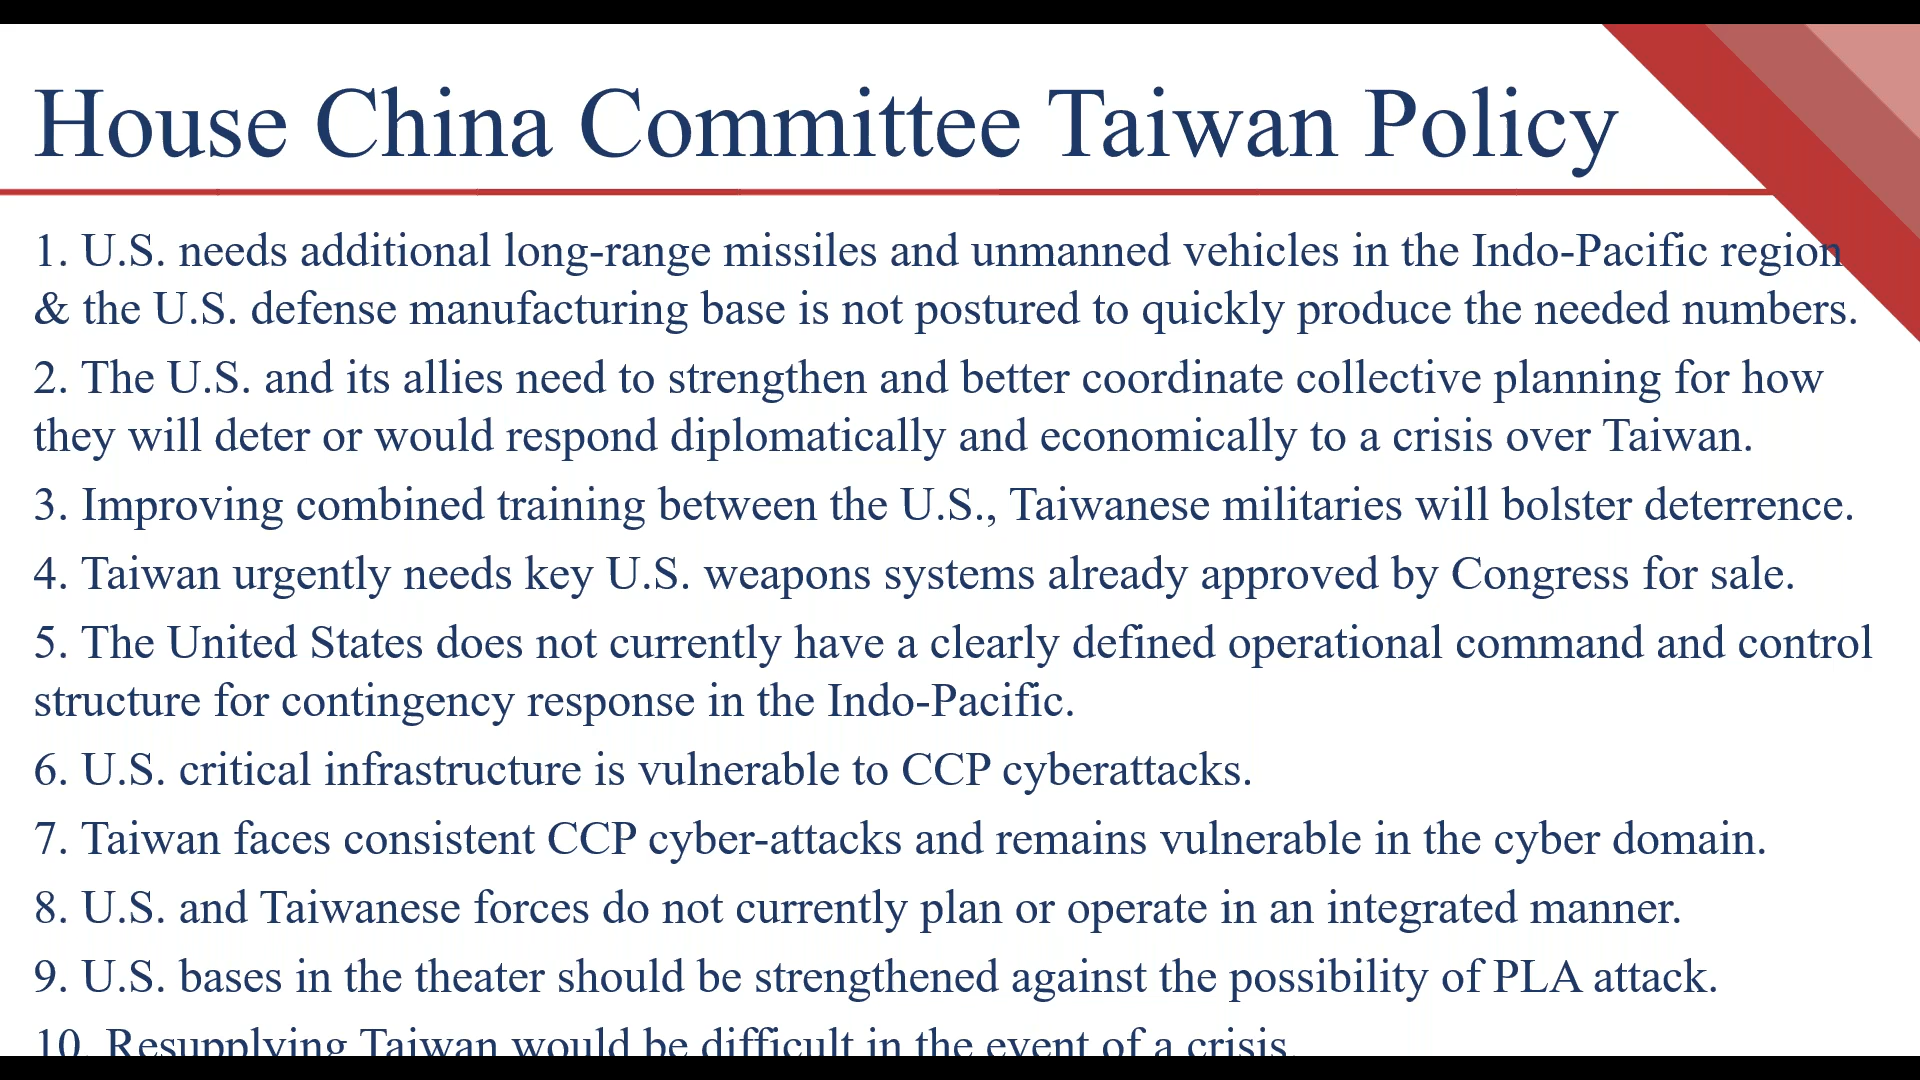 House China Committee Taiwan Policy
1. U.S. needs additional long-range missiles and unmanned vehicles in the Indo-Pacific region
& the U.S. defense manufacturing base is not postured to quickly produce the needed numbers.
2. The U.S. and its allies need to strengthen and better coordinate collective planning for how
they will deter or would respond diplomatically and economically to a crisis over Taiwan.
3. Improving combined training between the U.S., Taiwanese militaries will bolster deterrence.
4. Taiwan urgently needs key U.S. weapons systems already approved by Congress for sale.
5. The United States does not currently have a clearly defined operational command and control
structure for contingency response in the Indo-Pacific.
6. U.S. critical infrastructure is vulnerable to CCP cyberattacks.
7. Taiwan faces consistent CCP cyber-attacks and remains vulnerable in the cyber domain.
8. U.S. and Taiwanese forces do not currently plan or operate in an integrated manner.
9. U.S. bases in the theater should be strengthened against the possibility of PLA attack.
10. Resupplying Taiwan would be difficult in the event of a crisis.